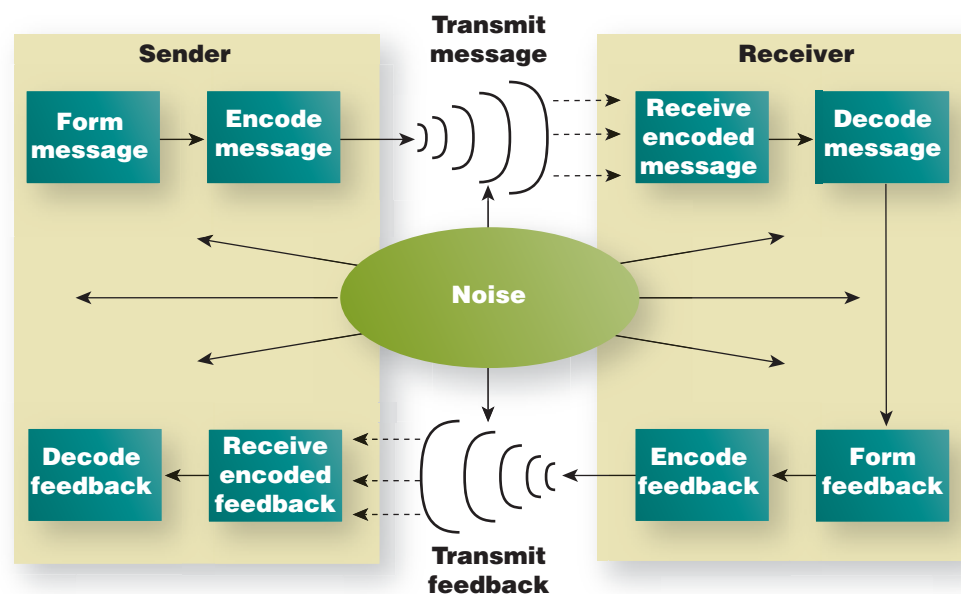 Transmit
message
Sender
Receiver
Form
message
Encode
message
Receive
encoded
message
Decode
message
Noise
Decode
feedback
Receive
encoded
feedback
Encode
feedback
Form
feedback
Transmit
feedback